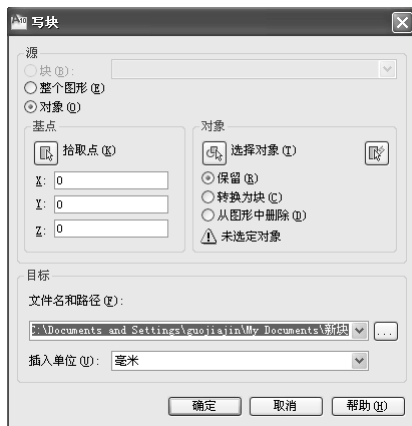 写块
源
块(B):
整个图形(E)
对象(O)
基点
拾取点(K)
X: 0
Y: 0
Z: 0
对象
选择对象(T)
保留(R)
转换为块(C)
从图形中删除(D)
未选定对象
目标
文件名和路径(F):
C:\Documents and Settings\guojiajin\My Documents\新块
...
插入单位(U): 毫米
确定 取消 帮助(H)